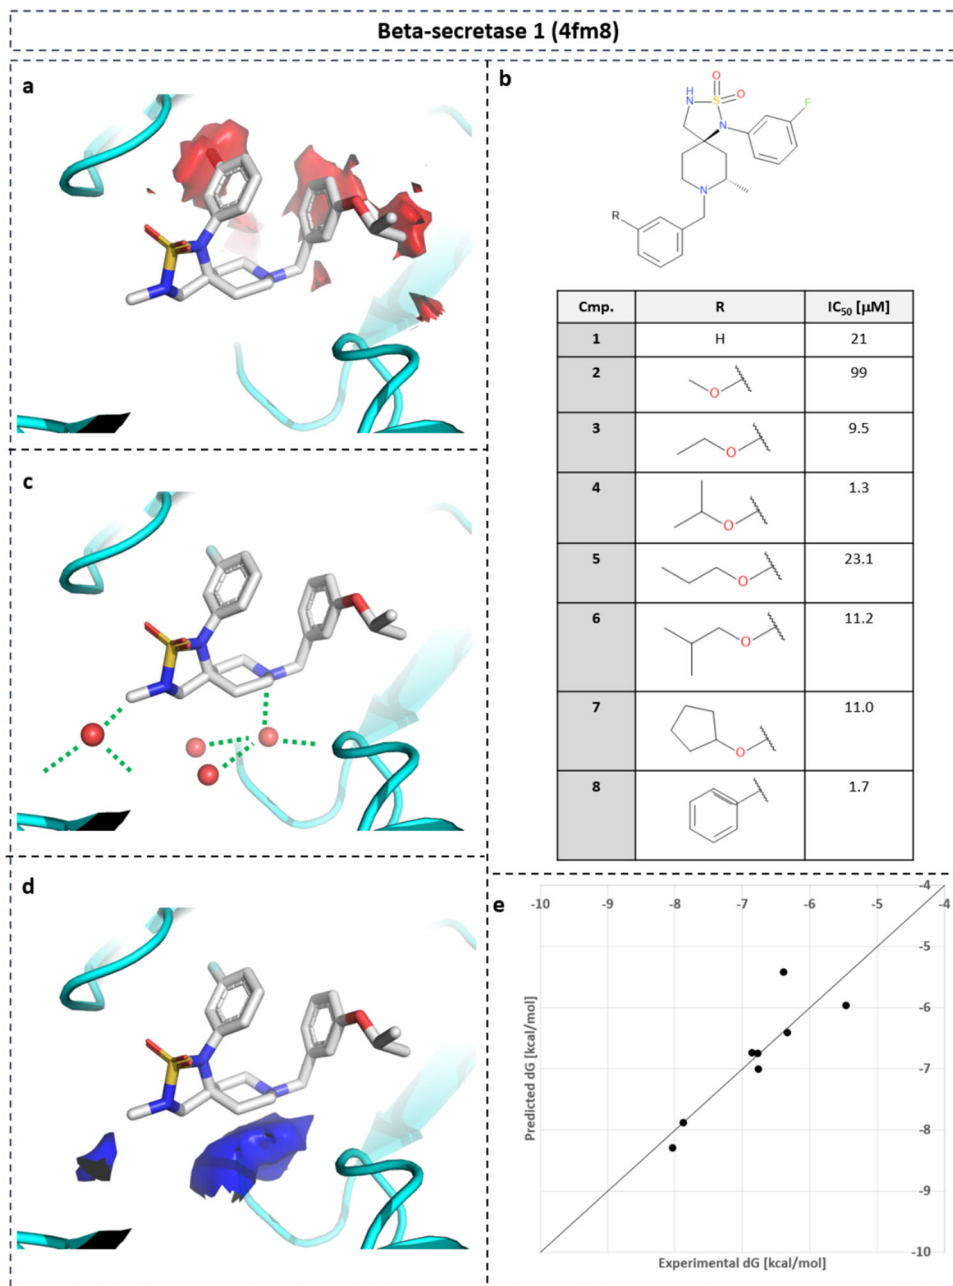 Beta-secretase 1 (4fm8)
a
b
O
H
N
S
O
N
F
N
R
Cmp.
R
IC₅₀ [µM]
1
H
21
2
O
99
3
O
9.5
4
O
1.3
5
O
23.1
6
O
11.2
7
O
11.0
8
1.7
c
d
e
-10
-9
-8
-7
-6
-5
-4
-4
-5
-6
-7
-8
-9
-10
Predicted dG [kcal/mol]
Experimental dG [kcal/mol]